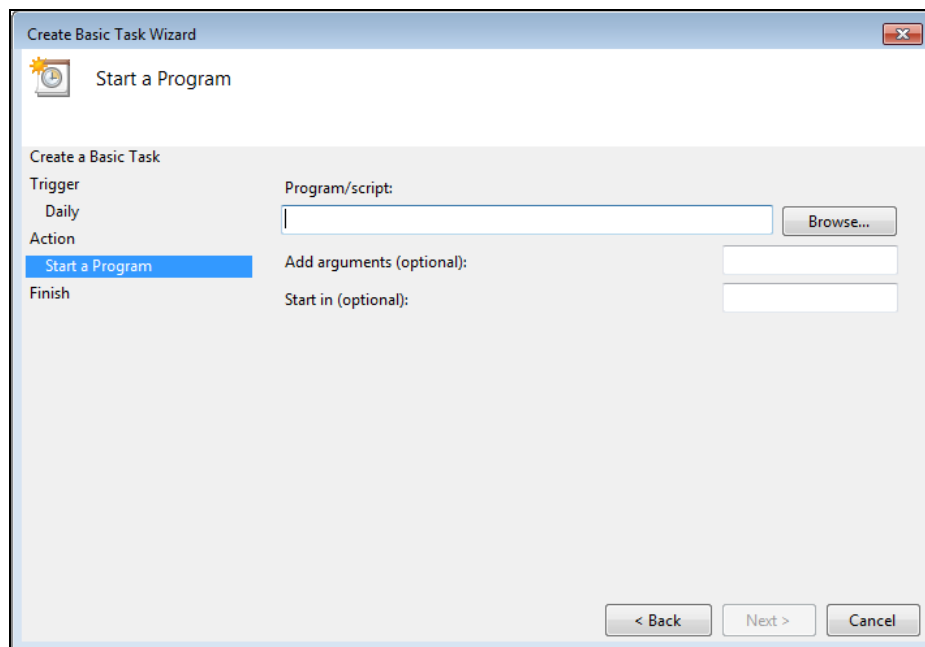 Create Basic Task Wizard
Start a Program
Create a Basic Task
Trigger
Daily
Action
Start a Program
Finish
Program/script:
Browse...
Add arguments (optional):
Start in (optional):
< Back
Next >
Cancel